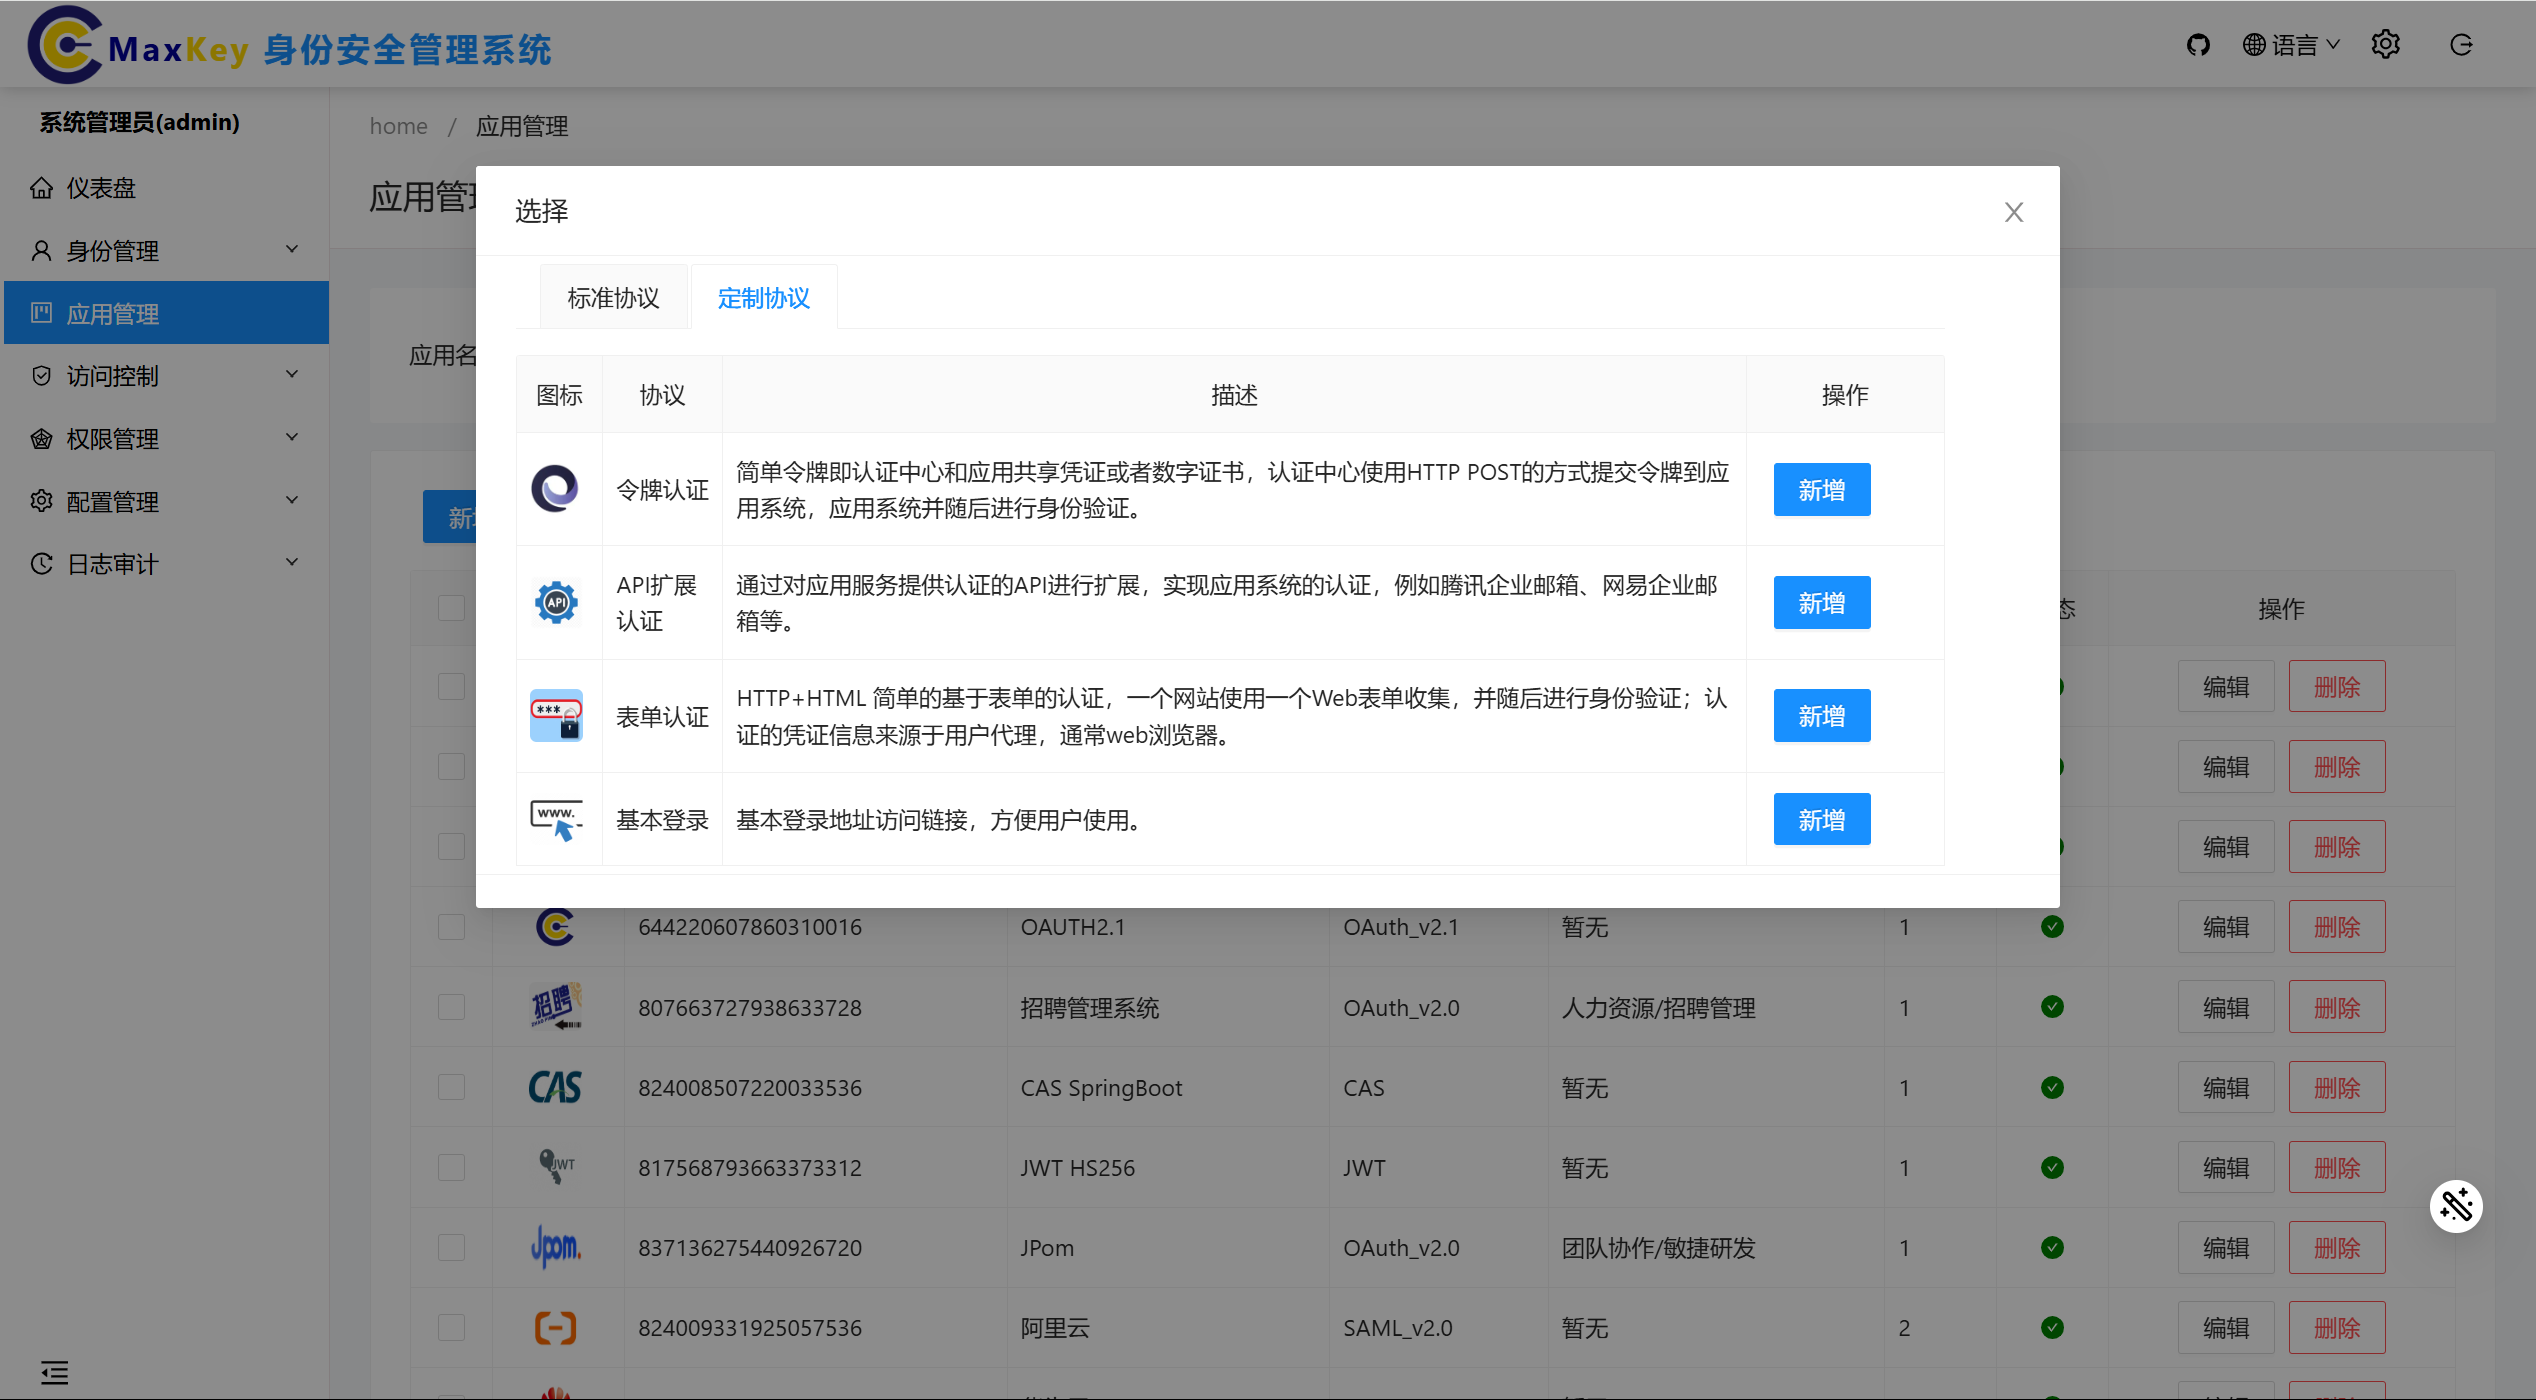 MaxKey 身份安全管理系统
语言
系统管理员(admin)
仪表盘
身份管理
应用管理
访问控制
权限管理
配置管理
日志审计
home / 应用管理
选择
标准协议
定制协议
图标 协议 描述 操作
令牌认证
简单令牌即认证中心和应用共享凭证或者数字证书，认证中心使用HTTP POST的方式提交令牌到应
用系统，应用系统并随后进行身份验证。
新增
API扩展
认证
通过对应用服务提供认证的API进行扩展，实现应用系统的认证，例如腾讯企业邮箱、网易企业邮
箱等。
新增
表单认证
HTTP+HTML 简单的基于表单的认证，一个网站使用一个Web表单收集，并随后进行身份验证；认
证的凭证信息来源于用户代理，通常web浏览器。
新增
基本登录
基本登录地址访问链接，方便用户使用。
新增
应用管
应用名
新
态 操作
编辑 删除
编辑 删除
编辑 删除
644220607860310016 OAUTH2.1 OAuth_v2.1 暂无 1 编辑 删除
招聘 807663727938633728 招聘管理系统 OAuth_v2.0 人力资源/招聘管理 1 编辑 删除
CAS 824008507220033536 CAS SpringBoot CAS 暂无 1 编辑 删除
JWT 817568793663373312 JWT HS256 JWT 暂无 1 编辑 删除
Jpom. 837136275440926720 JPom OAuth_v2.0 团队协作/敏捷研发 1 编辑 删除
824009331925057536 阿里云 SAML_v2.0 暂无 2 编辑 删除